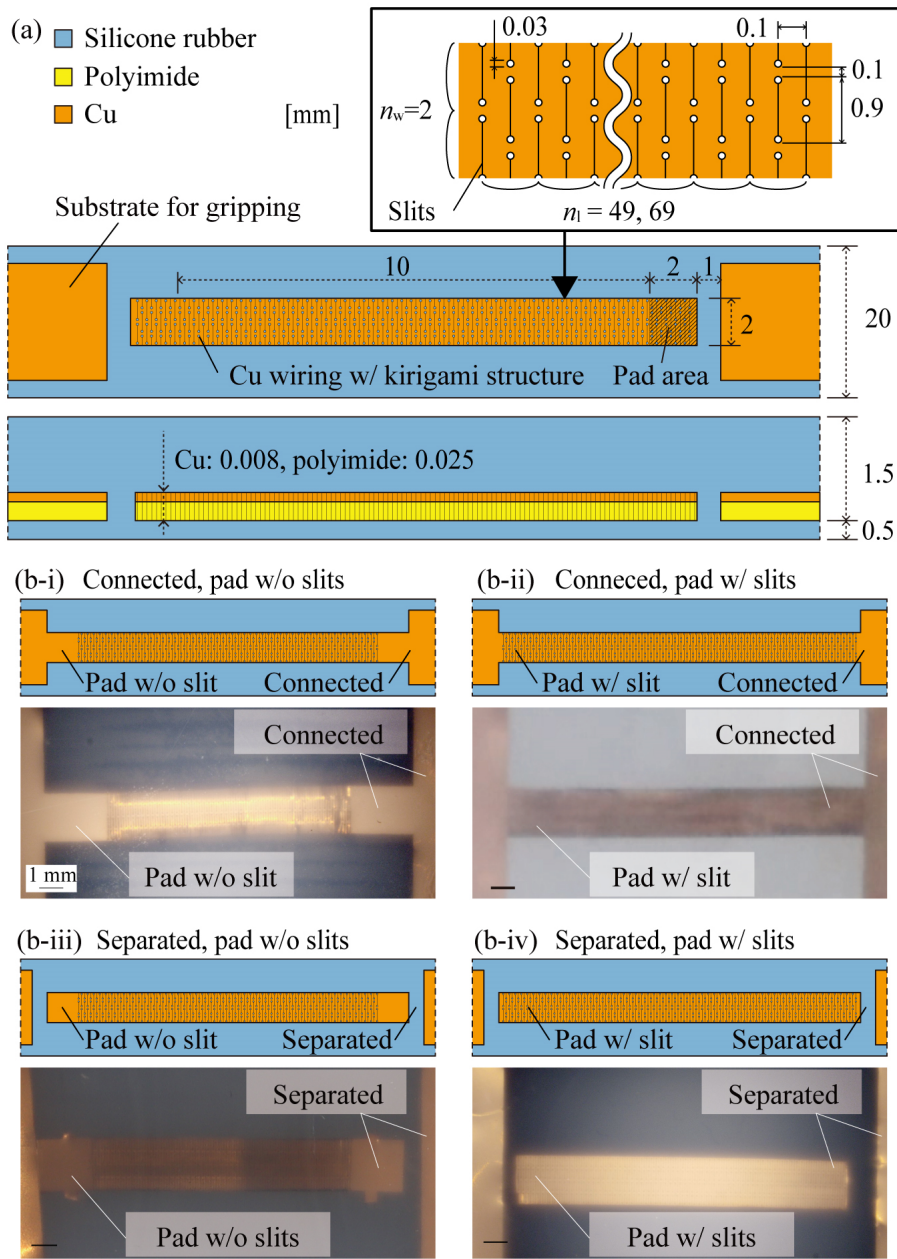 (a)
Silicone rubber
Polyimide
Cu
[mm]
0.03
0.1
0.1
0.9
n_w=2
Slits
n_l = 49, 69
Substrate for gripping
10
2
1
2
20
Cu wiring w/ kirigami structure
Pad area
Cu: 0.008, polyimide: 0.025
1.5
0.5
(b-i) Connected, pad w/o slits
Pad w/o slit
Connected
Connected
Pad w/o slit
1 mm
(b-ii) Conneced, pad w/ slits
Pad w/ slit
Connected
Connected
Pad w/ slit
(b-iii) Separated, pad w/o slits
Pad w/o slit
Separated
Separated
Pad w/o slits
(b-iv) Separated, pad w/ slits
Pad w/ slit
Separated
Separated
Pad w/ slits